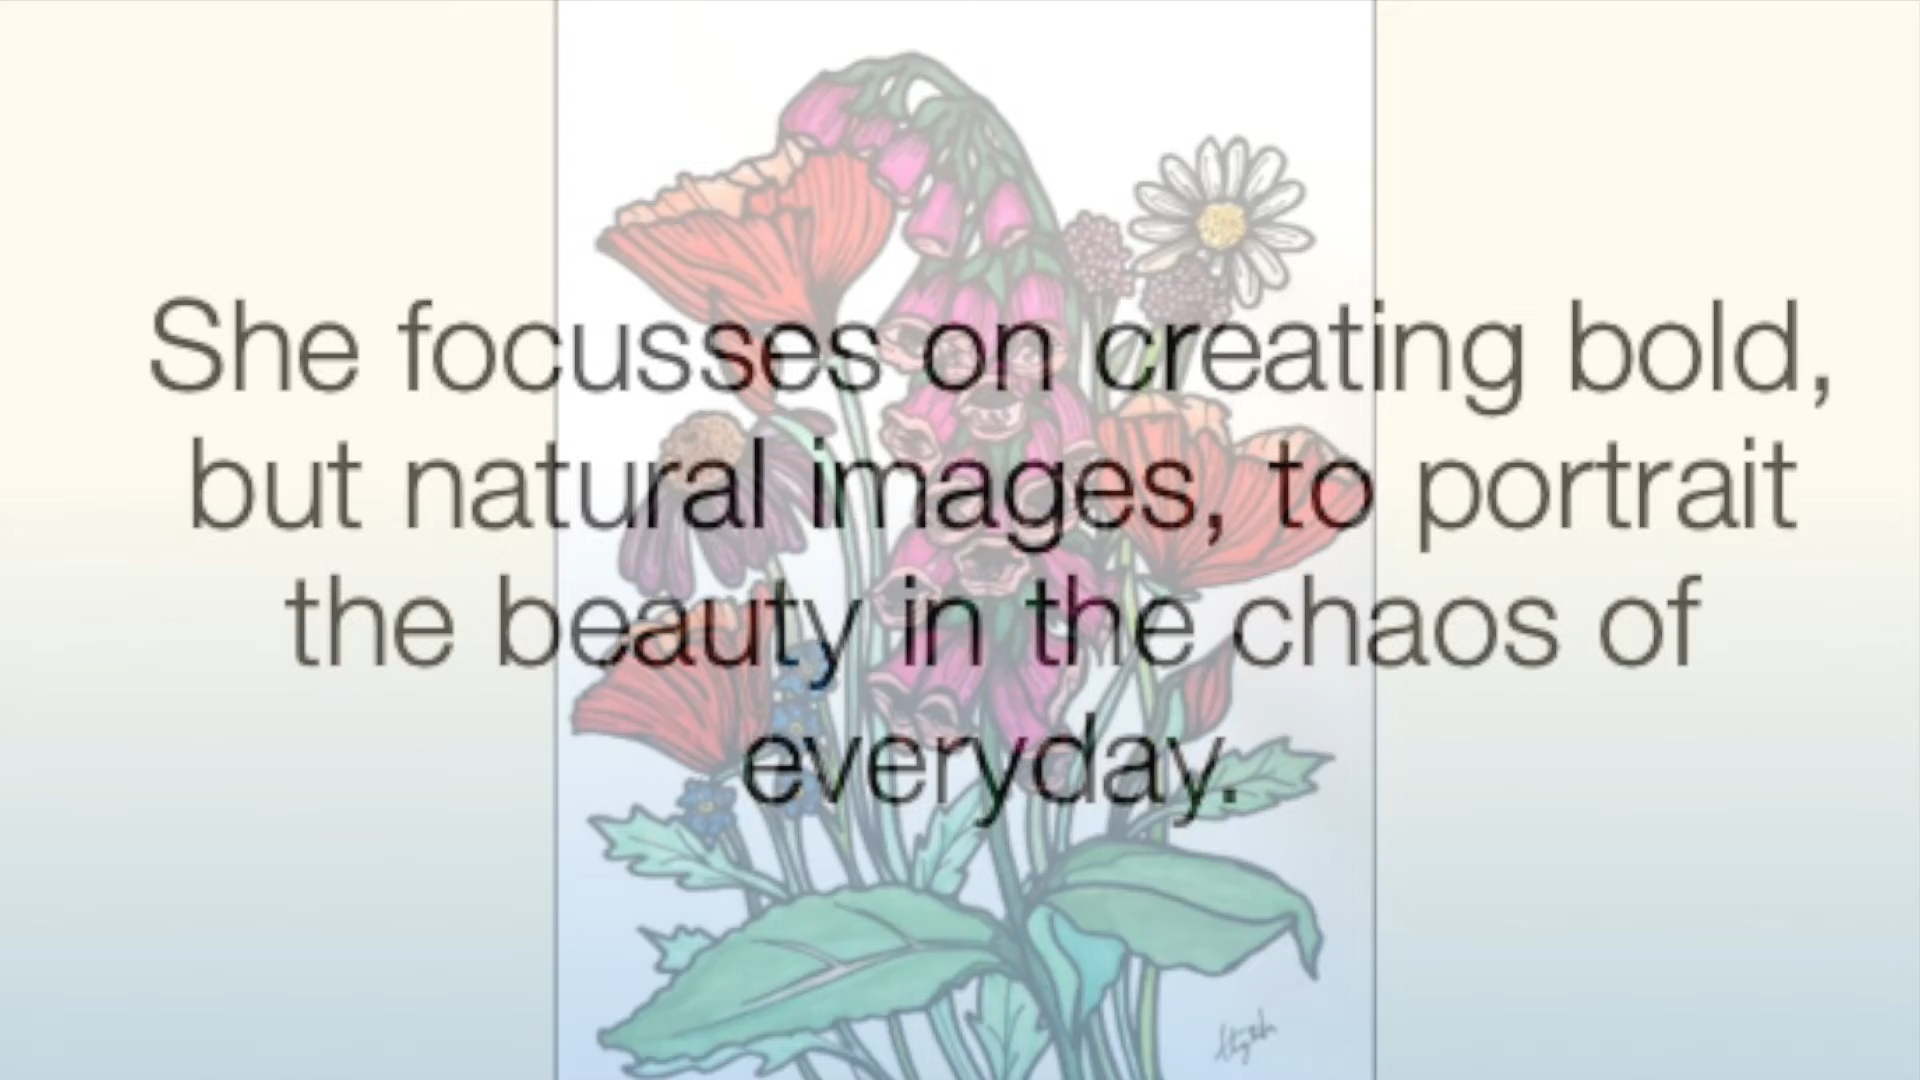 She focusses on creating bold,
but natural images, to portrait
the beauty in the chaos of
everyday.